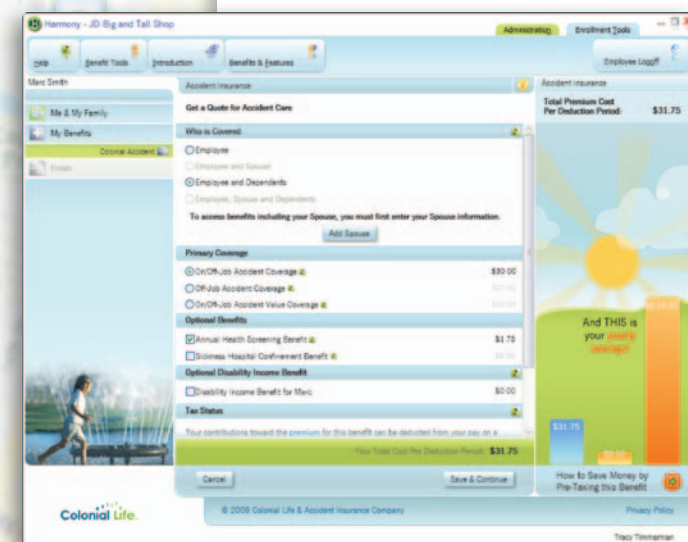 Harmony - JD Big and Tall Shop
Administration
Enrollment Tools
Help
Benefit Tools
Introduction
Benefits & Features
Employee Logoff
Marc Smith
Me & My Family
My Benefits
Colonial Accident
Finish
Accident Insurance
Get a Quote for Accident Care
Who is Covered
Employee
Employee and Spouse
Employee and Dependents
Employee, Spouse and Dependents
To access benefits including your Spouse, you must first enter your Spouse information.
Add Spouse
Primary Coverage
On/Off-Job Accident Coverage $30.00
Off-Job Accident Coverage
On/Off-Job Accident Value Coverage
Optional Benefits
Annual Health Screening Benefit $1.75
Sickness Hospital Confinement Benefit
Optional Disability Income Benefit
Disability Income Benefit for Marc. $0.00
Tax Status
Your contributions toward the premium for this benefit can be deducted from your pay on a
Your Total Cost Per Deduction Period: $31.75
Cancel
Save & Continue
Accident Insurance
Total Premium Cost
Per Deduction Period: $31.75
And THIS is
your yearly
$31.75
How to Save Money by
Pre-Taxing this Benefit
Colonial Life.
© 2008 Colonial Life & Accident Insurance Company
Privacy Policy
Tracy Timmerman